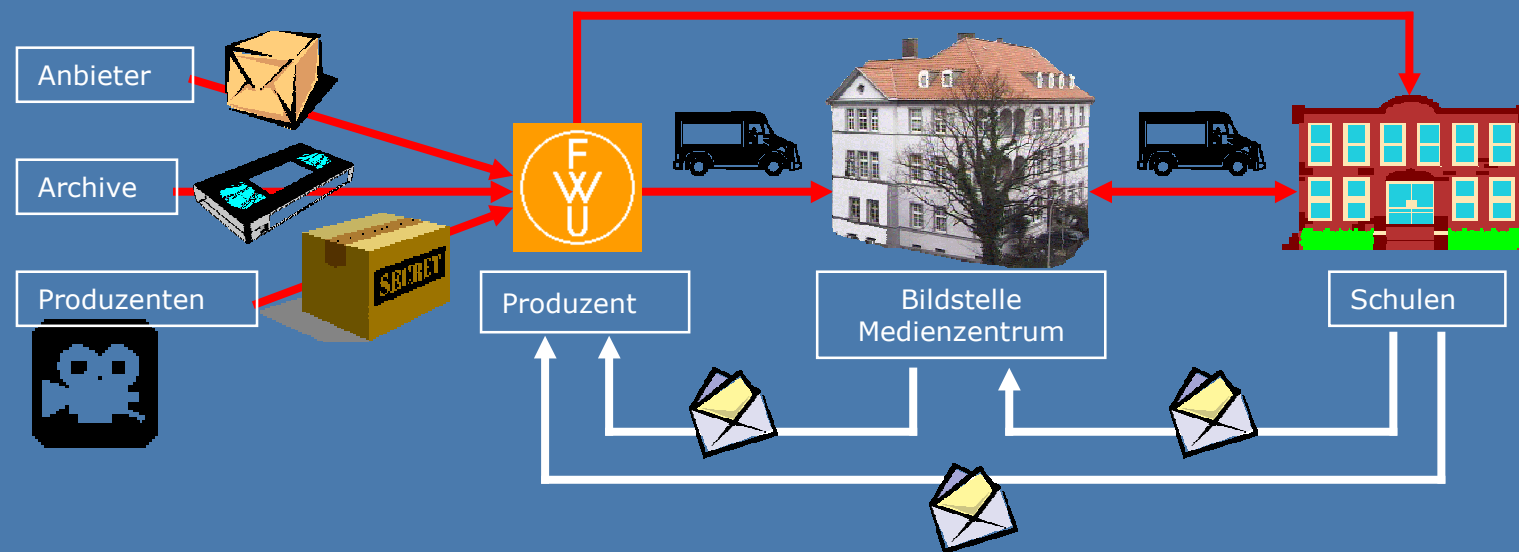 Anbieter
Archive
Produzenten
SECRET
FWU
Produzent
Bildstelle
Medienzentrum
Schulen